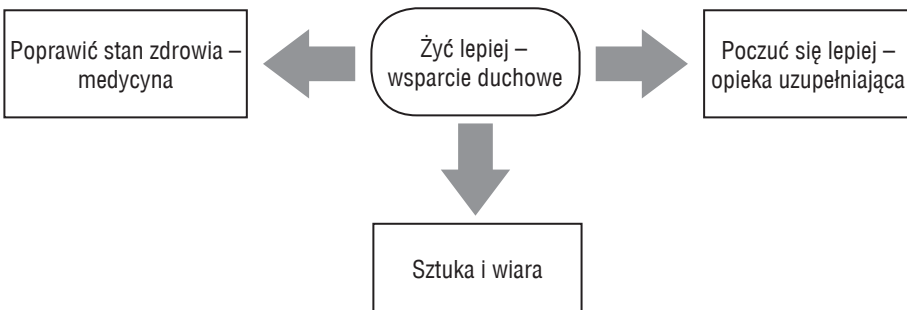 Poprawić stan zdrowia –
medycyna
Żyć lepiej –
wsparcie duchowe
Poczuć się lepiej –
opieka uzupełniająca
Sztuka i wiara